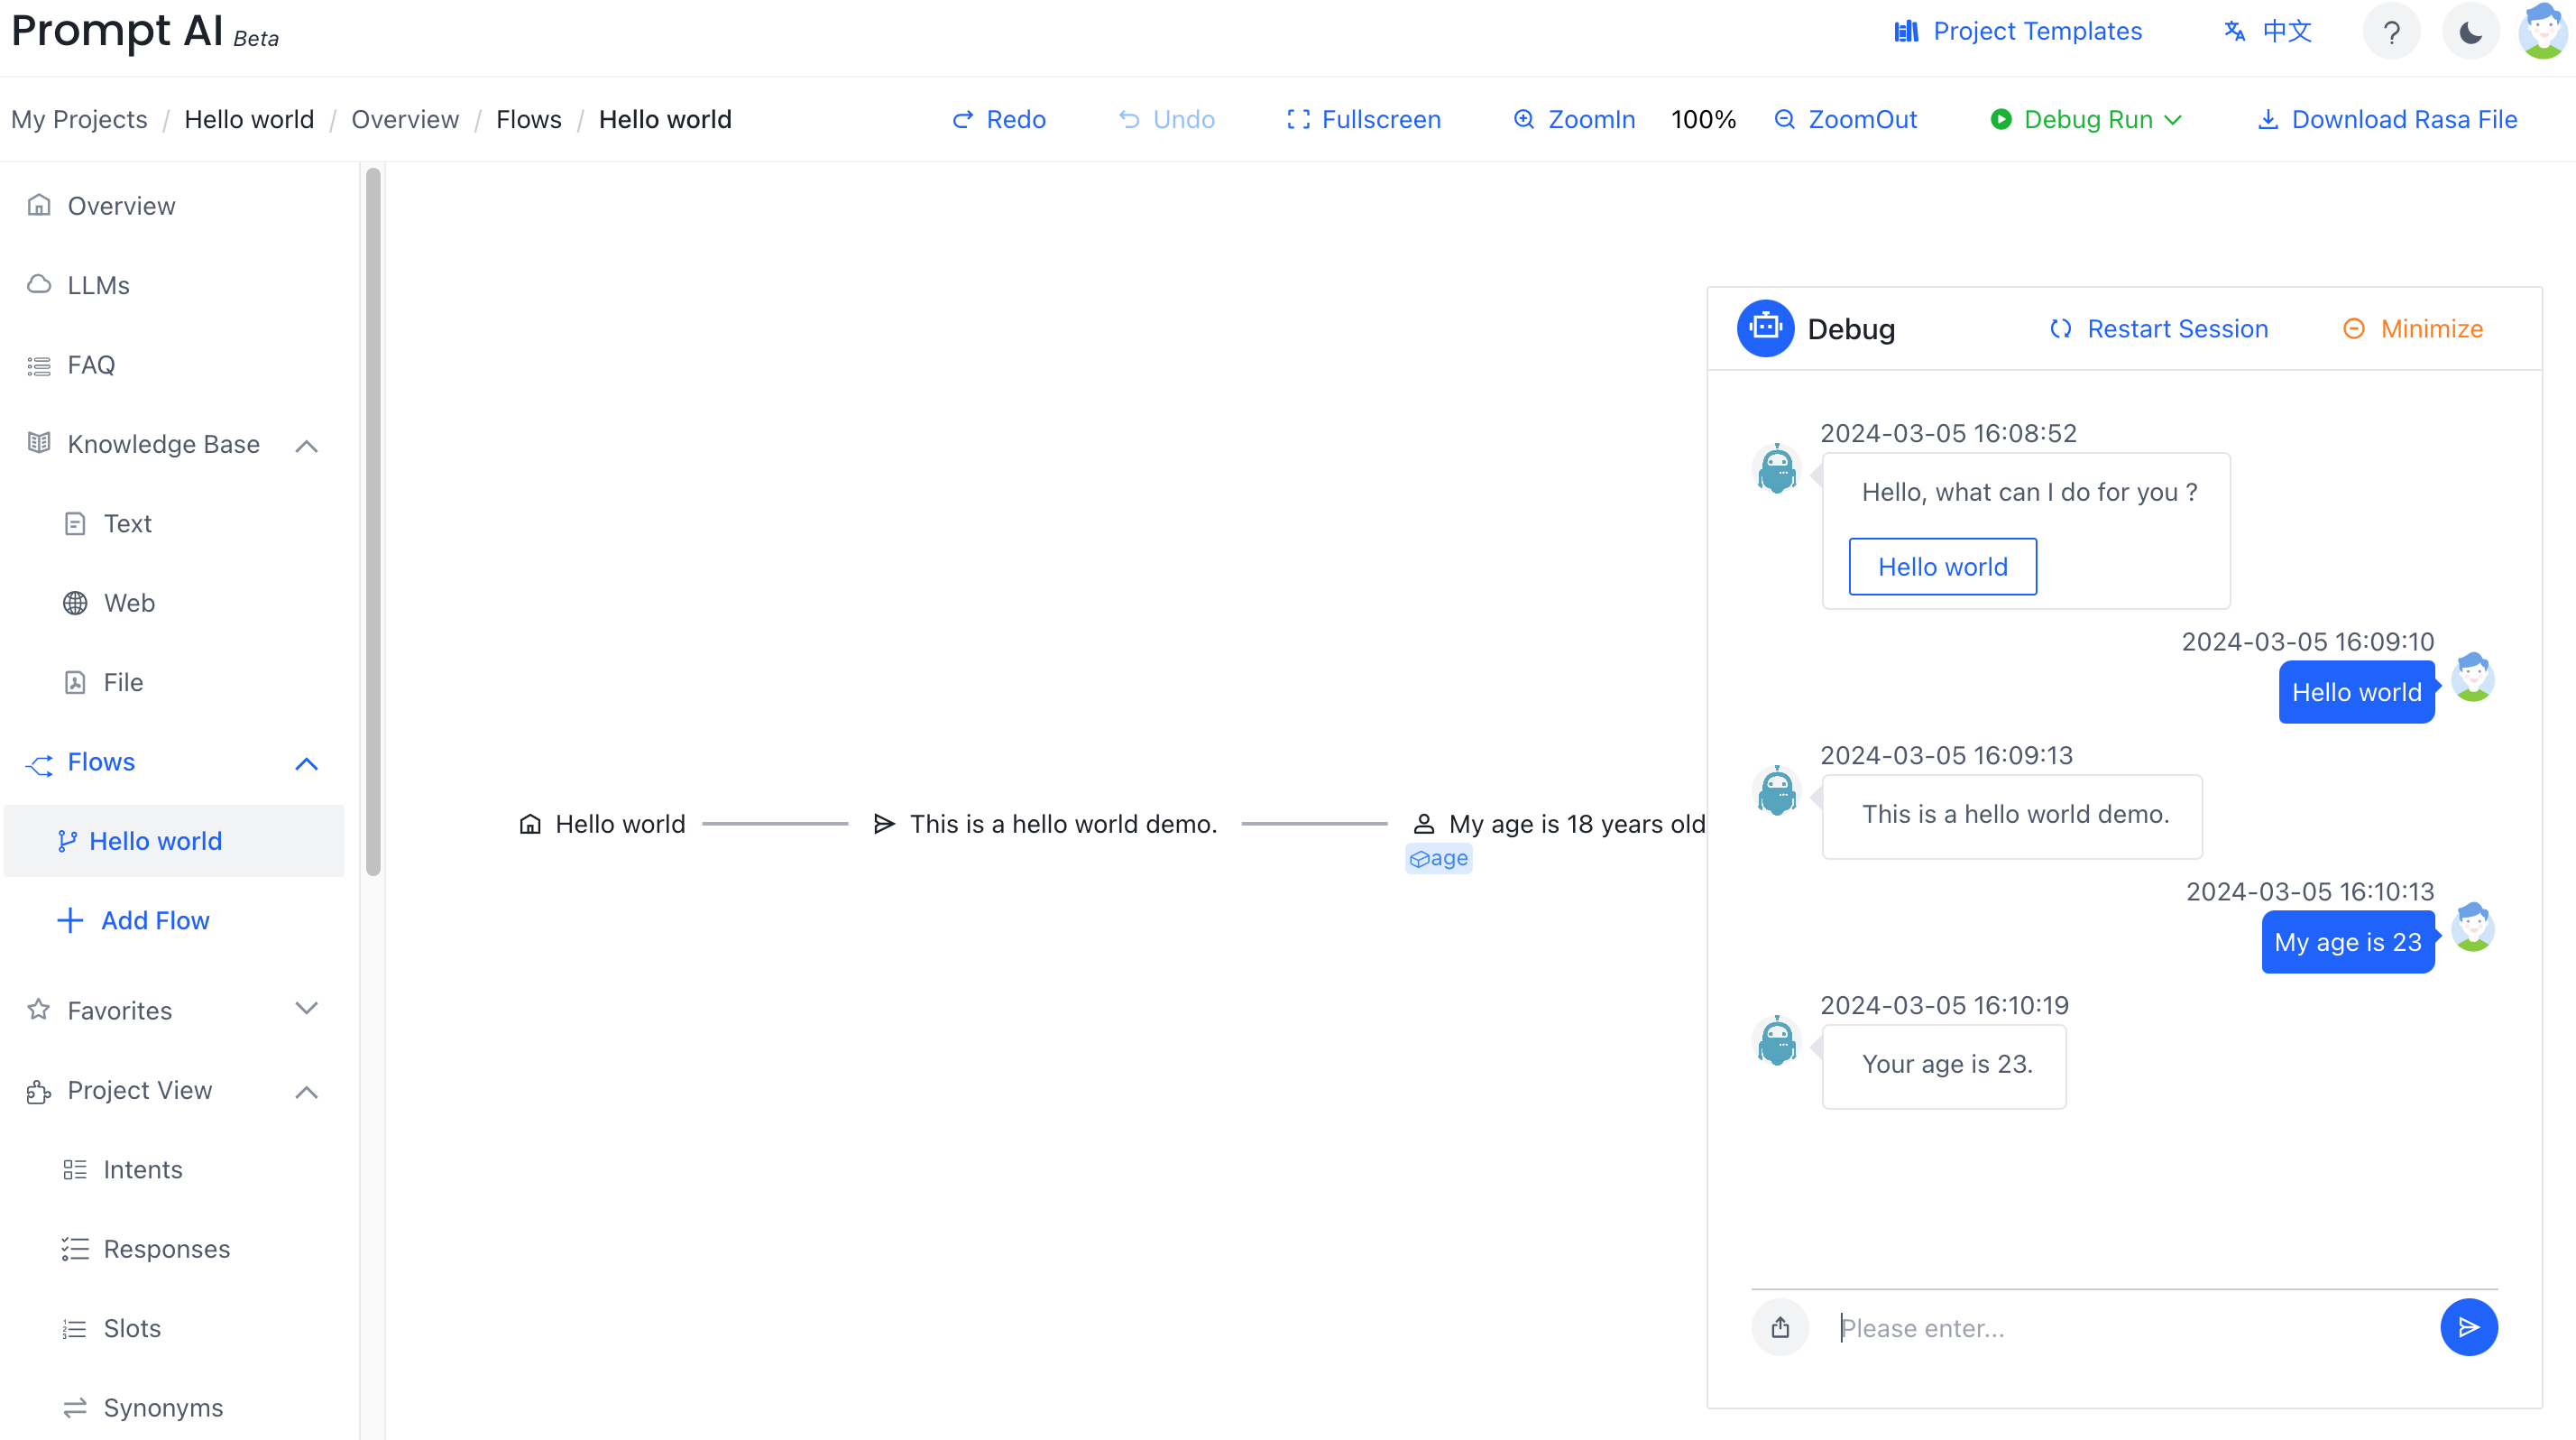 Prompt AI Beta
Project Templates
中文
?
My Projects / Hello world / Overview / Flows / Hello world
Redo
Undo
Fullscreen
ZoomIn
100%
ZoomOut
Debug Run
Download Rasa File
Overview
LLMs
FAQ
Knowledge Base
Text
Web
File
Flows
Hello world
Add Flow
Favorites
Project View
Intents
Responses
Slots
Synonyms
Hello world
This is a hello world demo.
My age is 18 years old
age
Debug
Restart Session
Minimize
2024-03-05 16:08:52
Hello, what can I do for you ?
Hello world
2024-03-05 16:09:10
Hello world
2024-03-05 16:09:13
This is a hello world demo.
2024-03-05 16:10:13
My age is 23
2024-03-05 16:10:19
Your age is 23.
Please enter...